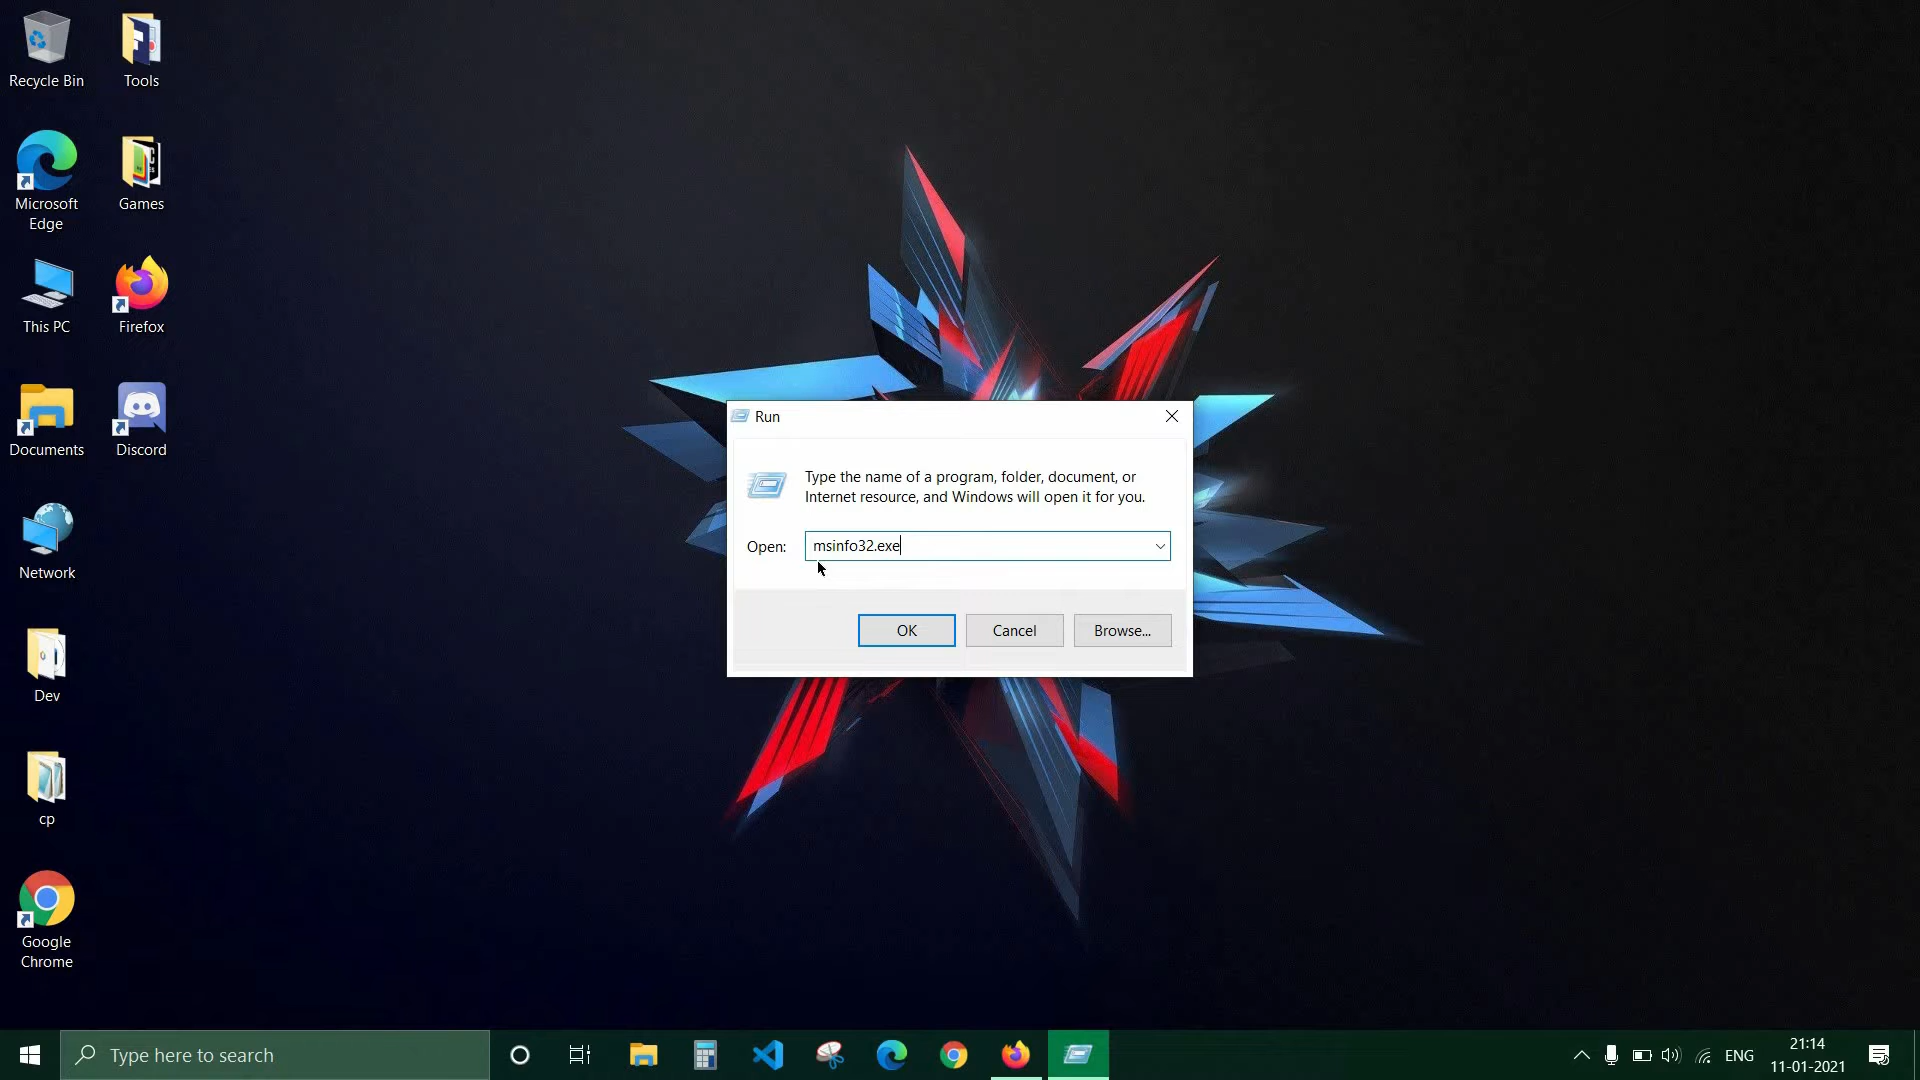 Recycle Bin
Tools
Microsoft
Edge
Games
This PC
Firefox
Documents
Discord
Network
Dev
cp
Google
Chrome
Run
Type the name of a program, folder, document, or
Internet resource, and Windows will open it for you.
Open:
msinfo32.exe
OK
Cancel
Browse...
Type here to search
ENG
21:14
11-01-2021